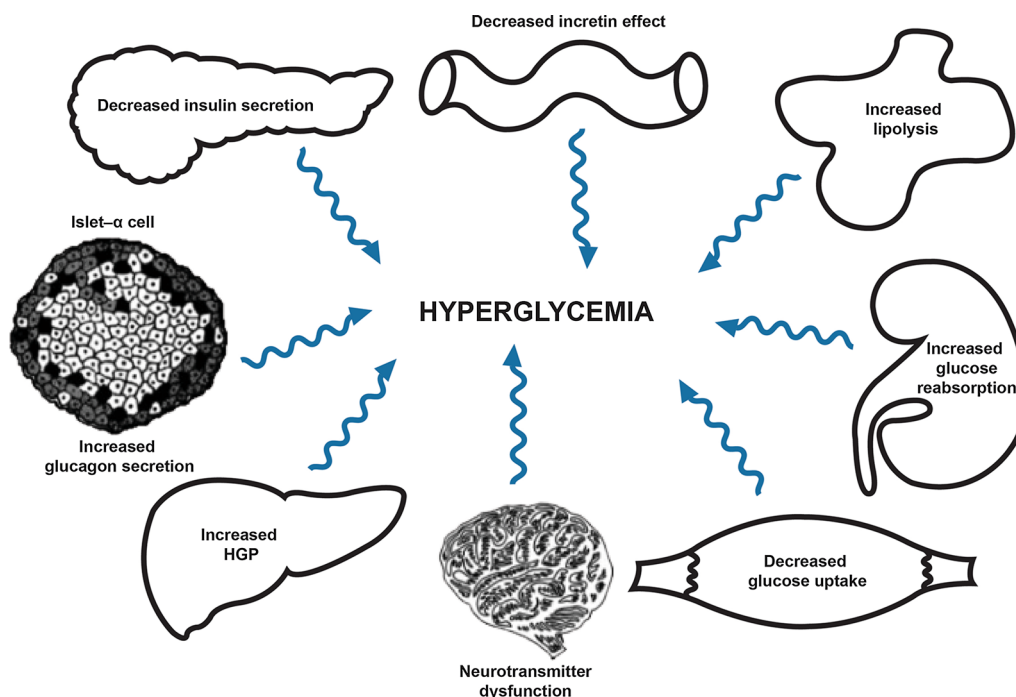 Decreased incretin effect
Decreased insulin secretion
Increased
lipolysis
Islet–α cell
HYPERGLYCEMIA
Increased
glucose
reabsorption
Increased
glucagon secretion
Increased
HGP
Decreased
glucose uptake
Neurotransmitter
dysfunction